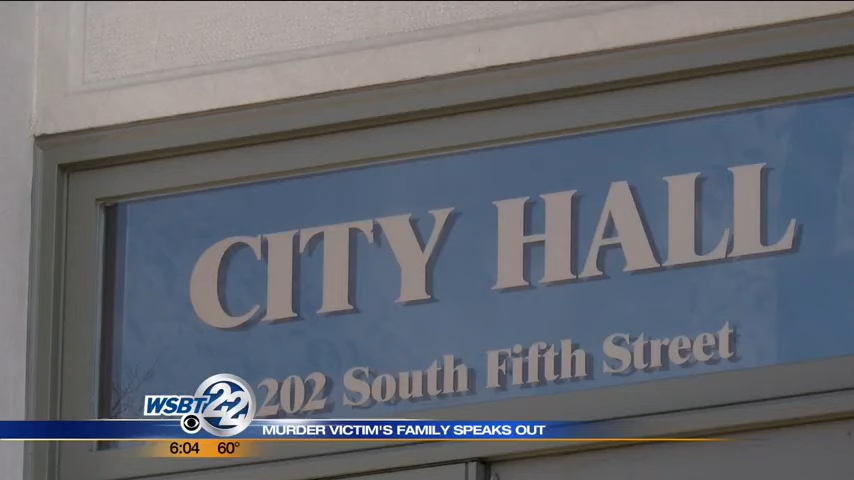 CITY HALL
202 South Fifth Street
WSBT 22
MURDER VICTIM'S FAMILY SPEAKS OUT
6:04 60°